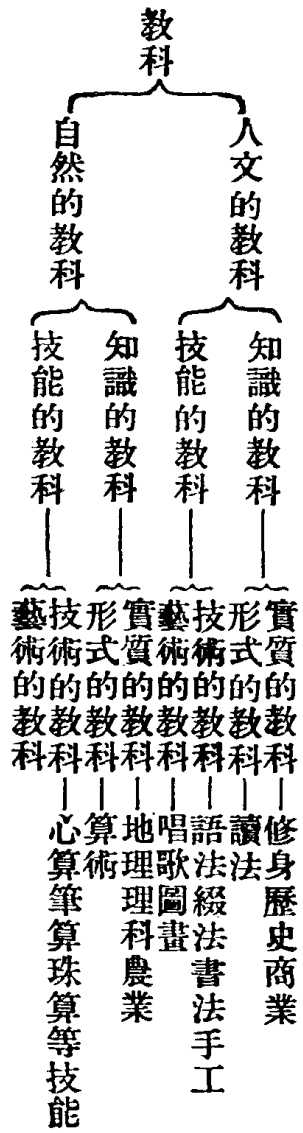 教科
人文的教科
自然的教科
知識的教科
技能的教科
知識的教科
技能的教科
實質的教科
形式的教科
技術的教科
藝術的教科
實質的教科
形式的教科
技術的教科
藝術的教科
修身歷史商業
讀法
語法綴法書法手工
唱歌圖畫
地理理科農業
算術
心算筆算珠算等技能